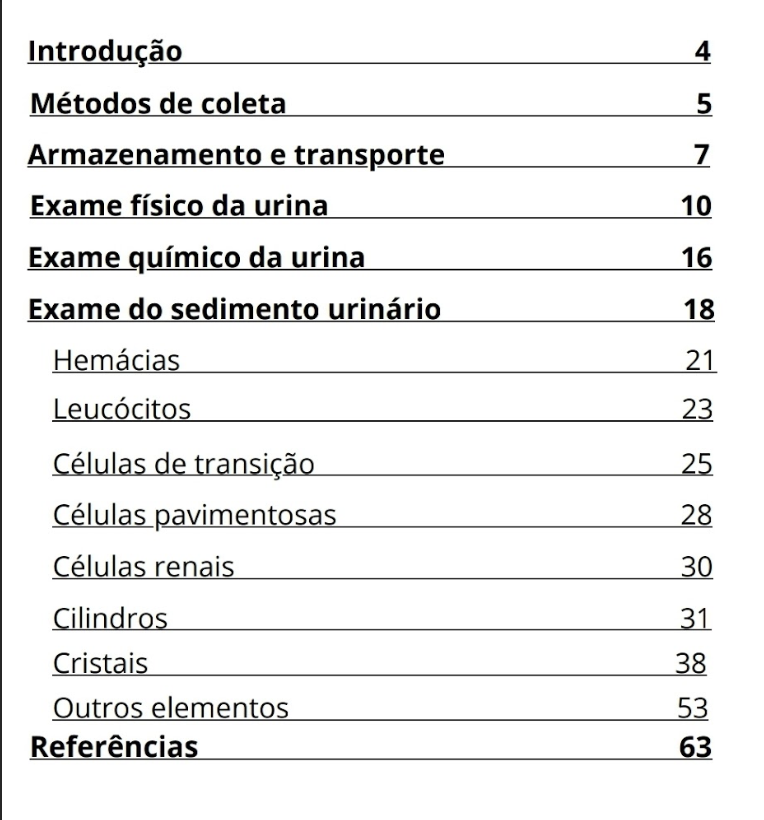 Introdução 4
Métodos de coleta 5
Armazenamento e transporte 7
Exame físico da urina 10
Exame químico da urina 16
Exame do sedimento urinário 18
Hemácias 21
Leucócitos 23
Células de transição 25
Células pavimentosas 28
Células renais 30
Cilindros 31
Cristais 38
Outros elementos 53
Referências 63